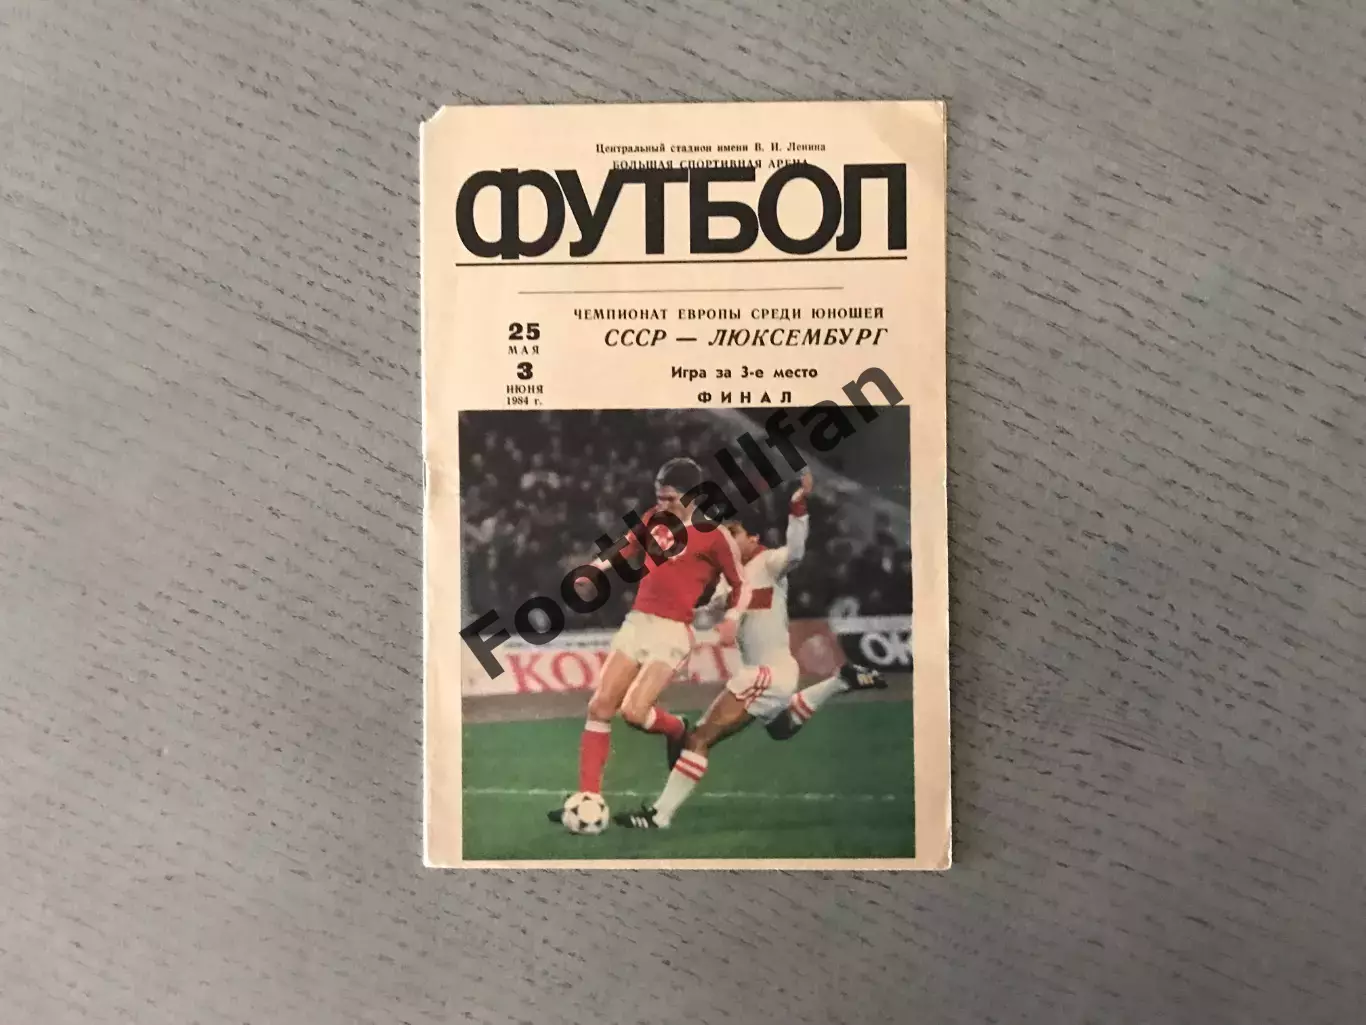 Центральный стадион имени В. И. Ленина
БОЛЬШАЯ СПОРТИВНАЯ АРЕНА
ФУТБОЛ
ЧЕМПИОНАТ ЕВРОПЫ СРЕДИ ЮНОШЕЙ
25
МАЯ
СССР — ЛЮКСЕМБУРГ
3
ИЮНЯ
1984 г.
Игра за 3-е место
ФИНАЛ
Footballfan